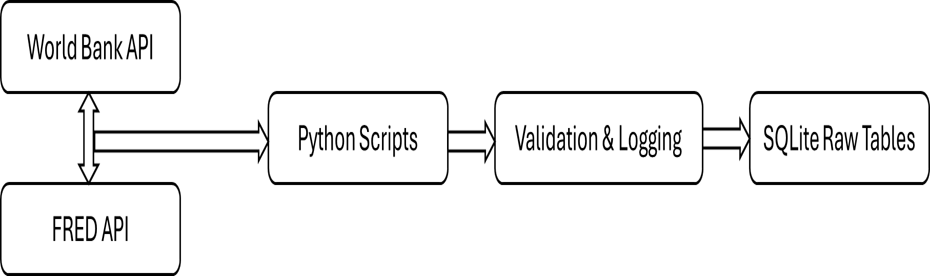 World Bank API
Python Scripts
Validation & Logging
SQLite Raw Tables
FRED API